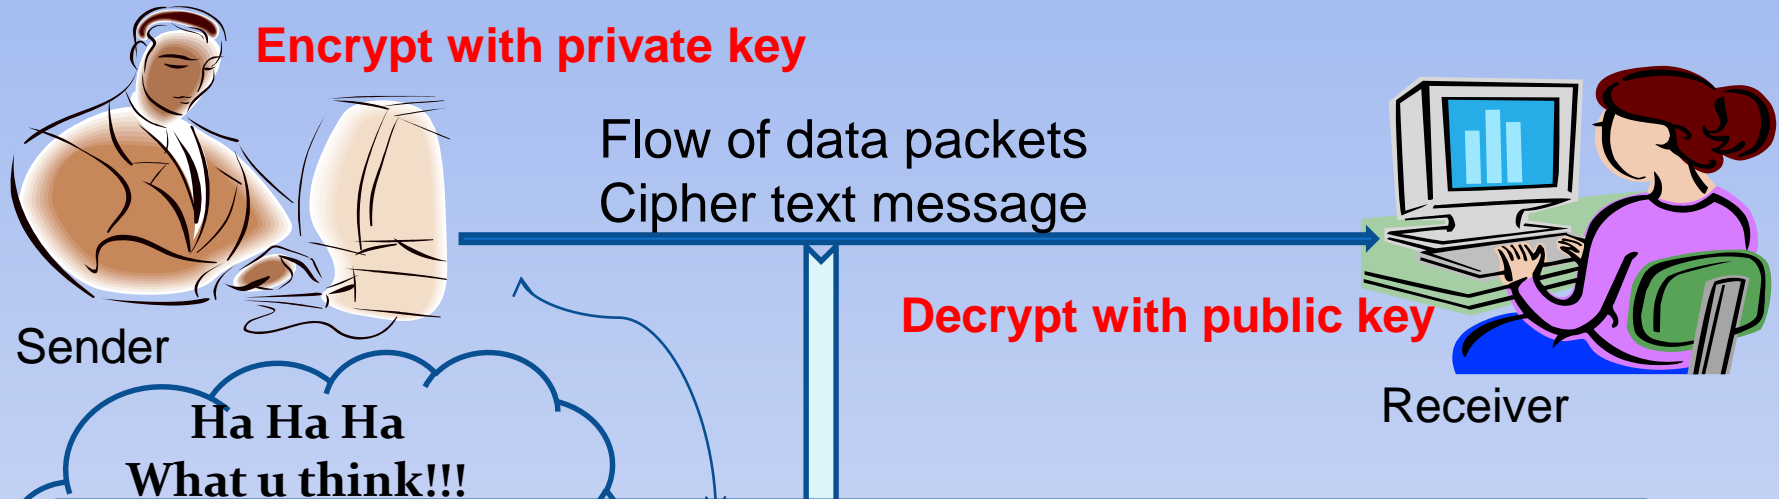 Encrypt with private key
Flow of data packets
Cipher text message
Decrypt with public key
Sender
Receiver
Ha Ha Ha
What u think!!!